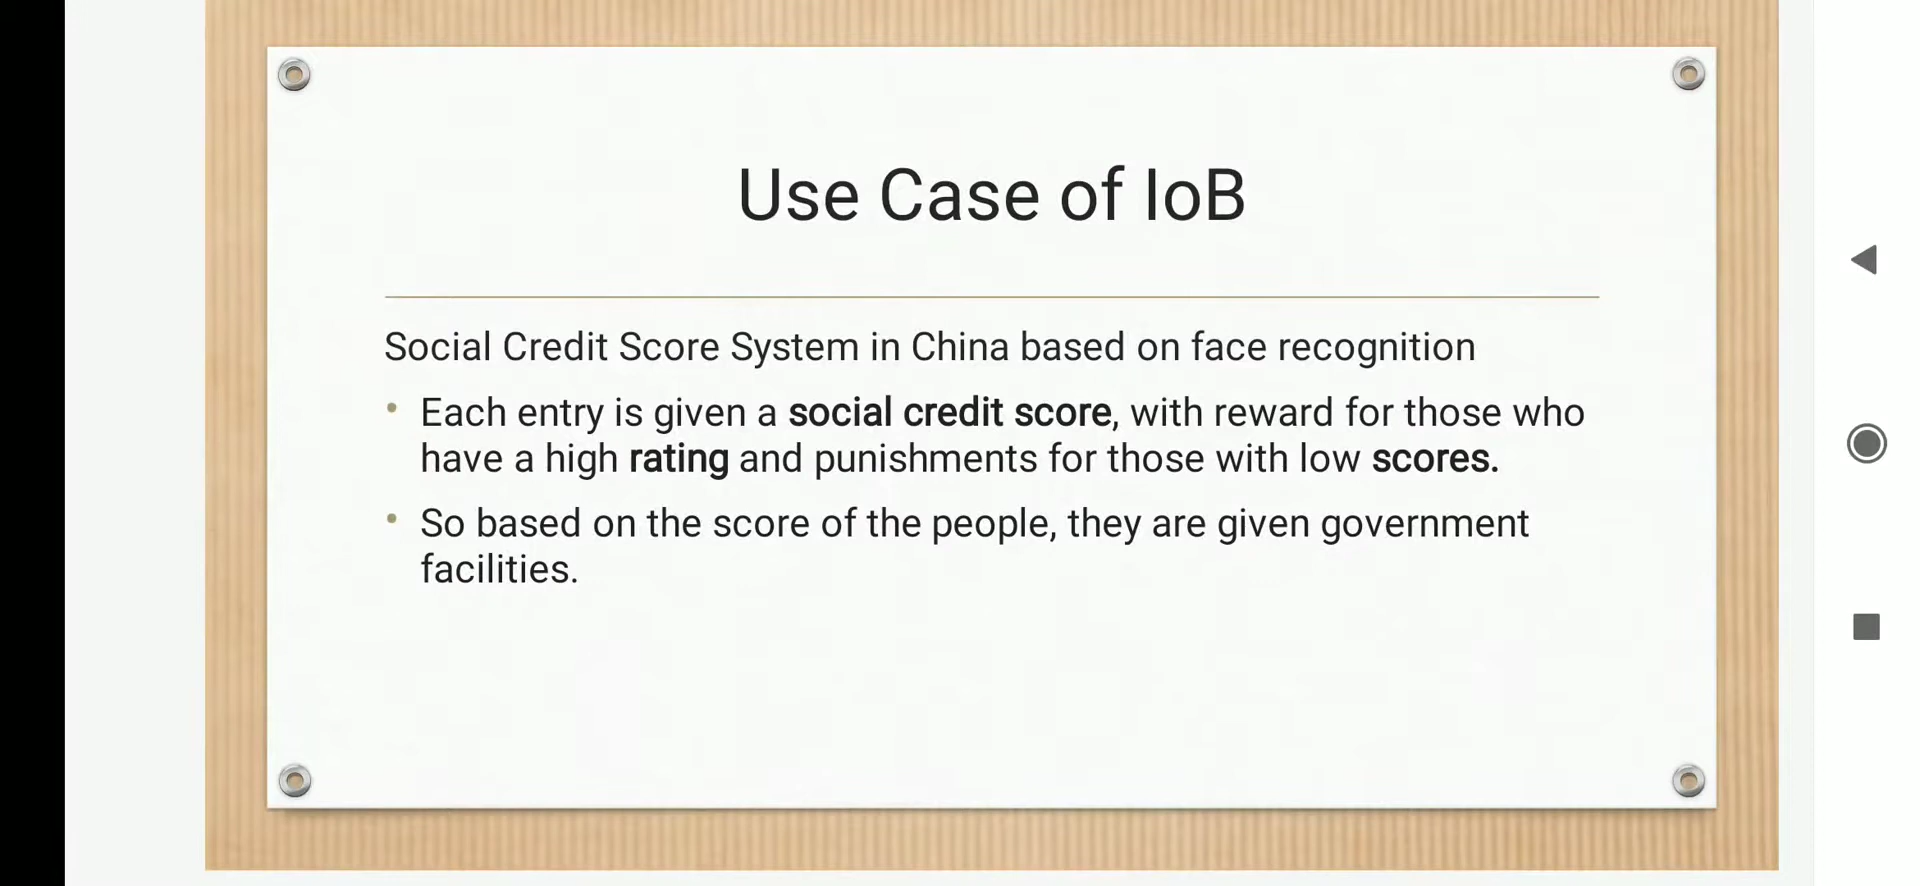 Use Case of IoB
Social Credit Score System in China based on face recognition
• Each entry is given a social credit score, with reward for those who
have a high rating and punishments for those with low scores.
• So based on the score of the people, they are given government
facilities.